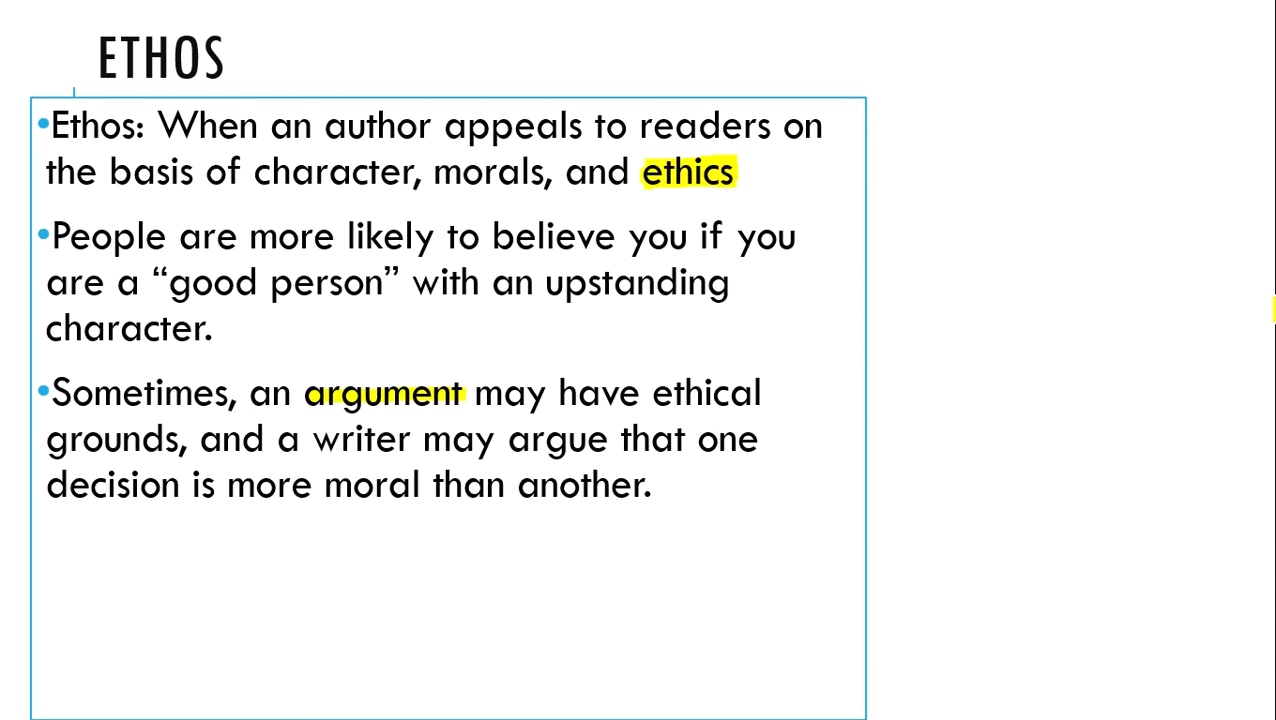 ETHOS
•Ethos: When an author appeals to readers on
the basis of character, morals, and ethics
•People are more likely to believe you if you
are a “good person” with an upstanding
character.
•Sometimes, an argument may have ethical
grounds, and a writer may argue that one
decision is more moral than another.